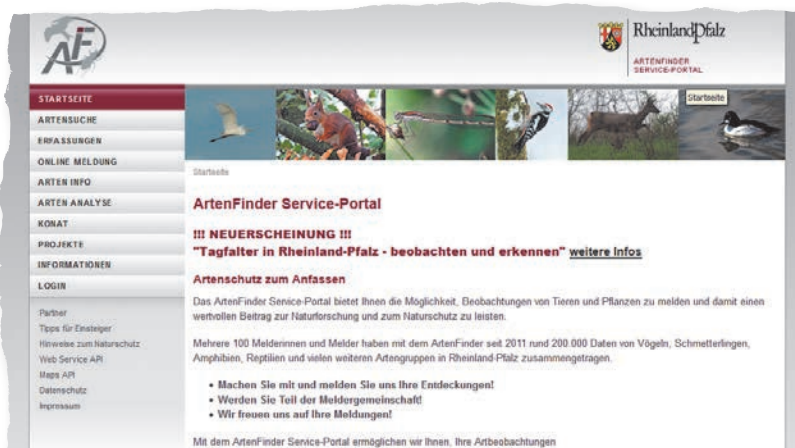 AF
RheinlandPfalz
ARTENFINDER
SERVICE-PORTAL
STARTSEITE
ARTENSUCHE
ERFASSUNGEN
ONLINE MELDUNG
ARTEN INFO
ARTEN ANALYSE
KONAT
PROJEKTE
INFORMATIONEN
LOGIN
Partner
Tipps für Einsteiger
Hinweise zum Naturschutz
Web Service API
Maps API
Datenschutz
Impressum
Startseite
Startseite
ArtenFinder Service-Portal
!!! NEUERSCHEINUNG !!!
"Tagfalter in Rheinland-Pfalz - beobachten und erkennen" weitere Infos
Artenschutz zum Anfassen
Das ArtenFinder Service-Portal bietet Ihnen die Möglichkeit, Beobachtungen von Tieren und Pflanzen zu melden und damit einen
wertvollen Beitrag zur Naturforschung und zum Naturschutz zu leisten.
Mehrere 100 Melderinnen und Melder haben mit dem ArtenFinder seit 2011 rund 200.000 Daten von Vögeln, Schmetterlingen,
Amphibien, Reptilien und vielen weiteren Artengruppen in Rheinland-Pfalz zusammengetragen.
• Machen Sie mit und melden Sie uns Ihre Entdeckungen!
• Werden Sie Teil der Meldergemeinschaft!
• Wir freuen uns auf Ihre Meldungen!
Mit dem ArtenFinder Service-Portal ermöglichen wir Ihnen, Ihre Artbeobachtungen